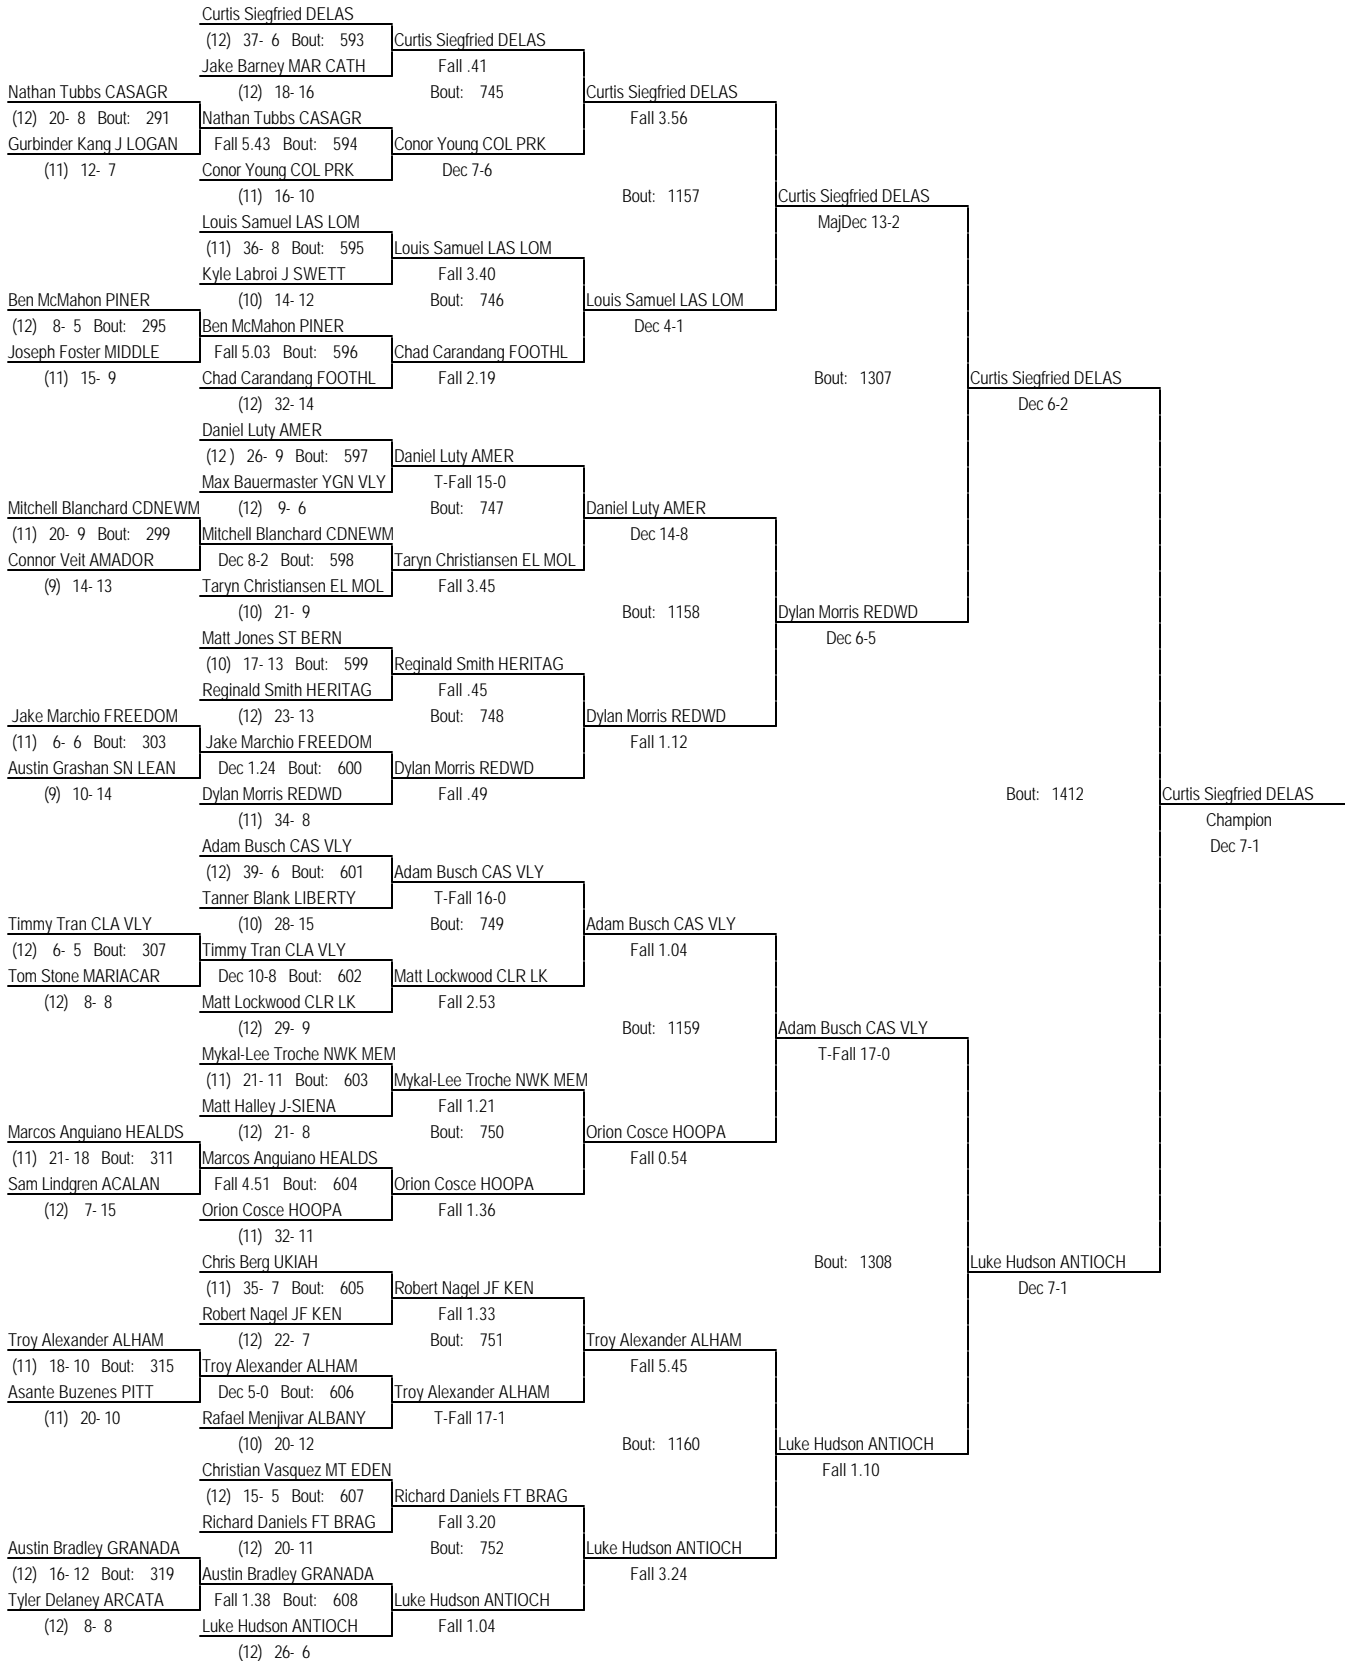 Curtis Siegfried DELAS
(12) 37- 6 Bout: 593 Curtis Siegfried DELAS
Jake Barney MAR CATH Fall .41
Nathan Tubbs CASAGR (12) 18- 16 Bout: 745 Curtis Siegfried DELAS
(12) 20- 8 Bout: 291 Nathan Tubbs CASAGR Fall 3.56
Gurbinder Kang J LOGAN Fall 5.43 Bout: 594 Conor Young COL PRK
(11) 12- 7 Conor Young COL PRK Dec 7-6
(11) 16- 10 Bout: 1157 Curtis Siegfried DELAS
Louis Samuel LAS LOM MajDec 13-2
(11) 36- 8 Bout: 595 Louis Samuel LAS LOM
Kyle Labroi J SWETT Fall 3.40
Ben McMahon PINER (10) 14- 12 Bout: 746 Louis Samuel LAS LOM
(12) 8- 5 Bout: 295 Ben McMahon PINER Dec 4-1
Joseph Foster MIDDLE Fall 5.03 Bout: 596 Chad Carandang FOOTHL
(11) 15- 9 Chad Carandang FOOTHL Fall 2.19 Bout: 1307 Curtis Siegfried DELAS
(12) 32- 14 Dec 6-2
Daniel Luty AMER
(12 ) 26- 9 Bout: 597 Daniel Luty AMER
Max Bauermaster YGN VLY T-Fall 15-0
Mitchell Blanchard CDNEWM (12) 9- 6 Bout: 747 Daniel Luty AMER
(11) 20- 9 Bout: 299 Mitchell Blanchard CDNEWM Dec 14-8
Connor Veit AMADOR Dec 8-2 Bout: 598 Taryn Christiansen EL MOL
(9) 14- 13 Taryn Christiansen EL MOL Fall 3.45
(10) 21- 9 Bout: 1158 Dylan Morris REDWD
Matt Jones ST BERN Dec 6-5
(10) 17- 13 Bout: 599 Reginald Smith HERITAG
Reginald Smith HERITAG Fall .45
Jake Marchio FREEDOM (12) 23- 13 Bout: 748 Dylan Morris REDWD
(11) 6- 6 Bout: 303 Jake Marchio FREEDOM Fall 1.12
Austin Grashan SN LEAN Dec 1.24 Bout: 600 Dylan Morris REDWD
(9) 10- 14 Dylan Morris REDWD Fall .49 Bout: 1412 Curtis Siegfried DELAS
(11) 34- 8 Champion
Adam Busch CAS VLY Dec 7-1
(12) 39- 6 Bout: 601 Adam Busch CAS VLY
Tanner Blank LIBERTY T-Fall 16-0
Timmy Tran CLA VLY (10) 28- 15 Bout: 749 Adam Busch CAS VLY
(12) 6- 5 Bout: 307 Timmy Tran CLA VLY Fall 1.04
Tom Stone MARIACAR Dec 10-8 Bout: 602 Matt Lockwood CLR LK
(12) 8- 8 Matt Lockwood CLR LK Fall 2.53
(12) 29- 9 Bout: 1159 Adam Busch CAS VLY
Mykal-Lee Troche NWK MEM T-Fall 17-0
(11) 21- 11 Bout: 603 Mykal-Lee Troche NWK MEM
Matt Halley J-SIENA Fall 1.21
Marcos Anguiano HEALDS (12) 21- 8 Bout: 750 Orion Cosce HOOPA
(11) 21- 18 Bout: 311 Marcos Anguiano HEALDS Fall 0.54
Sam Lindgren ACALAN Fall 4.51 Bout: 604 Orion Cosce HOOPA
(12) 7- 15 Orion Cosce HOOPA Fall 1.36
(11) 32- 11
Chris Berg UKIAH Bout: 1308 Luke Hudson ANTIOCH
(11) 35- 7 Bout: 605 Robert Nagel JF KEN Dec 7-1
Robert Nagel JF KEN Fall 1.33
Troy Alexander ALHAM (12) 22- 7 Bout: 751 Troy Alexander ALHAM
(11) 18- 10 Bout: 315 Troy Alexander ALHAM Fall 5.45
Asante Buzenes PITT Dec 5-0 Bout: 606 Troy Alexander ALHAM
(11) 20- 10 Rafael Menjivar ALBANY T-Fall 17-1
(10) 20- 12 Bout: 1160 Luke Hudson ANTIOCH
Christian Vasquez MT EDEN Fall 1.10
(12) 15- 5 Bout: 607 Richard Daniels FT BRAG
Richard Daniels FT BRAG Fall 3.20
Austin Bradley GRANADA (12) 20- 11 Bout: 752 Luke Hudson ANTIOCH
(12) 16- 12 Bout: 319 Austin Bradley GRANADA Fall 3.24
Tyler Delaney ARCATA Fall 1.38 Bout: 608 Luke Hudson ANTIOCH
(12) 8- 8 Luke Hudson ANTIOCH Fall 1.04
(12) 26- 6